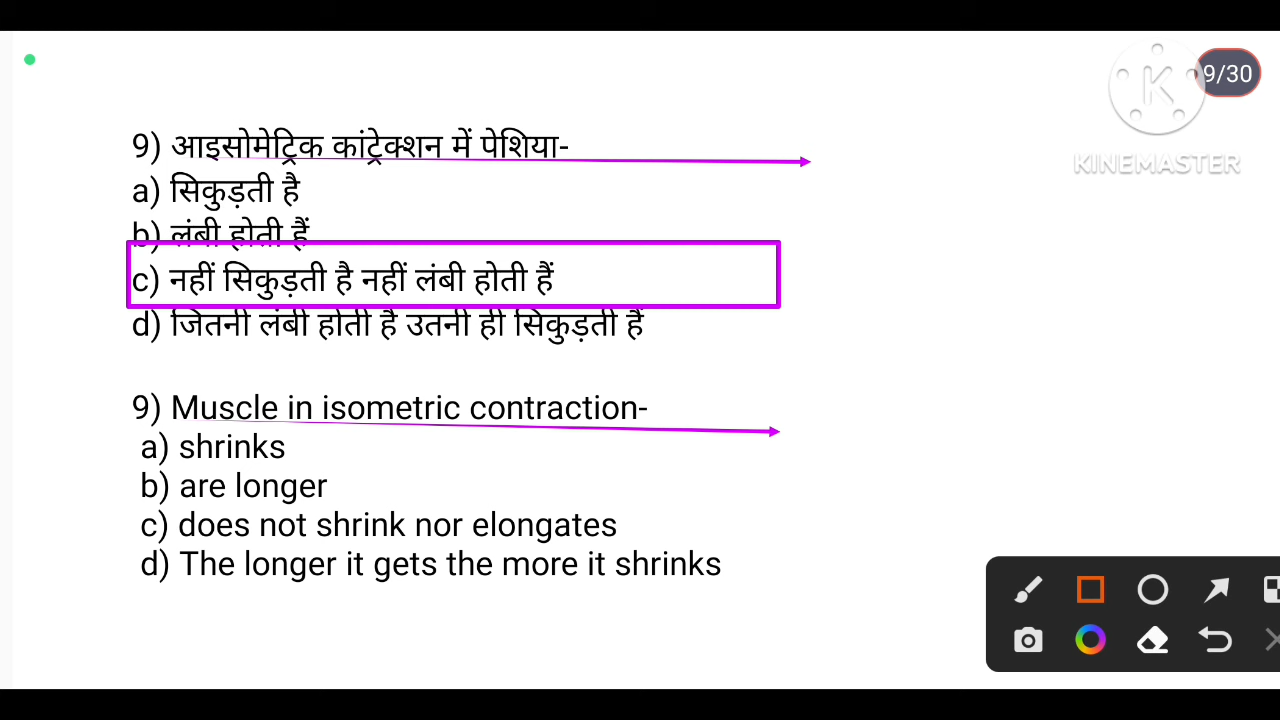 9/30
KINEMASTER
9) आइसोमेट्रिक कांट्रेक्शन में पेशिया-
a) सिकुड़ती है
b) लंबी होती हैं
c) नहीं सिकुड़ती है नहीं लंबी होती हैं
d) जितनी लंबी होती है उतनी ही सिकुड़ती हैं
9) Muscle in isometric contraction-
a) shrinks
b) are longer
c) does not shrink nor elongates
d) The longer it gets the more it shrinks